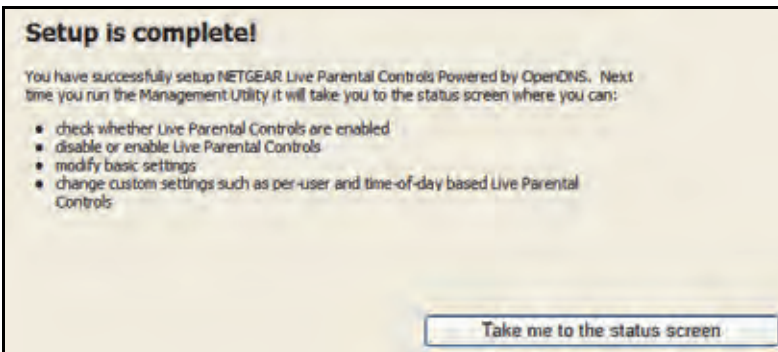 Setup is complete!
You have successfully setup NETGEAR Live Parental Controls Powered by OpenDNS. Next
time you run the Management Utility it will take you to the status screen where you can:
• check whether Live Parental Controls are enabled
• disable or enable Live Parental Controls
• modify basic settings
• change custom settings such as per-user and time-of-day based Live Parental
Controls
Take me to the status screen